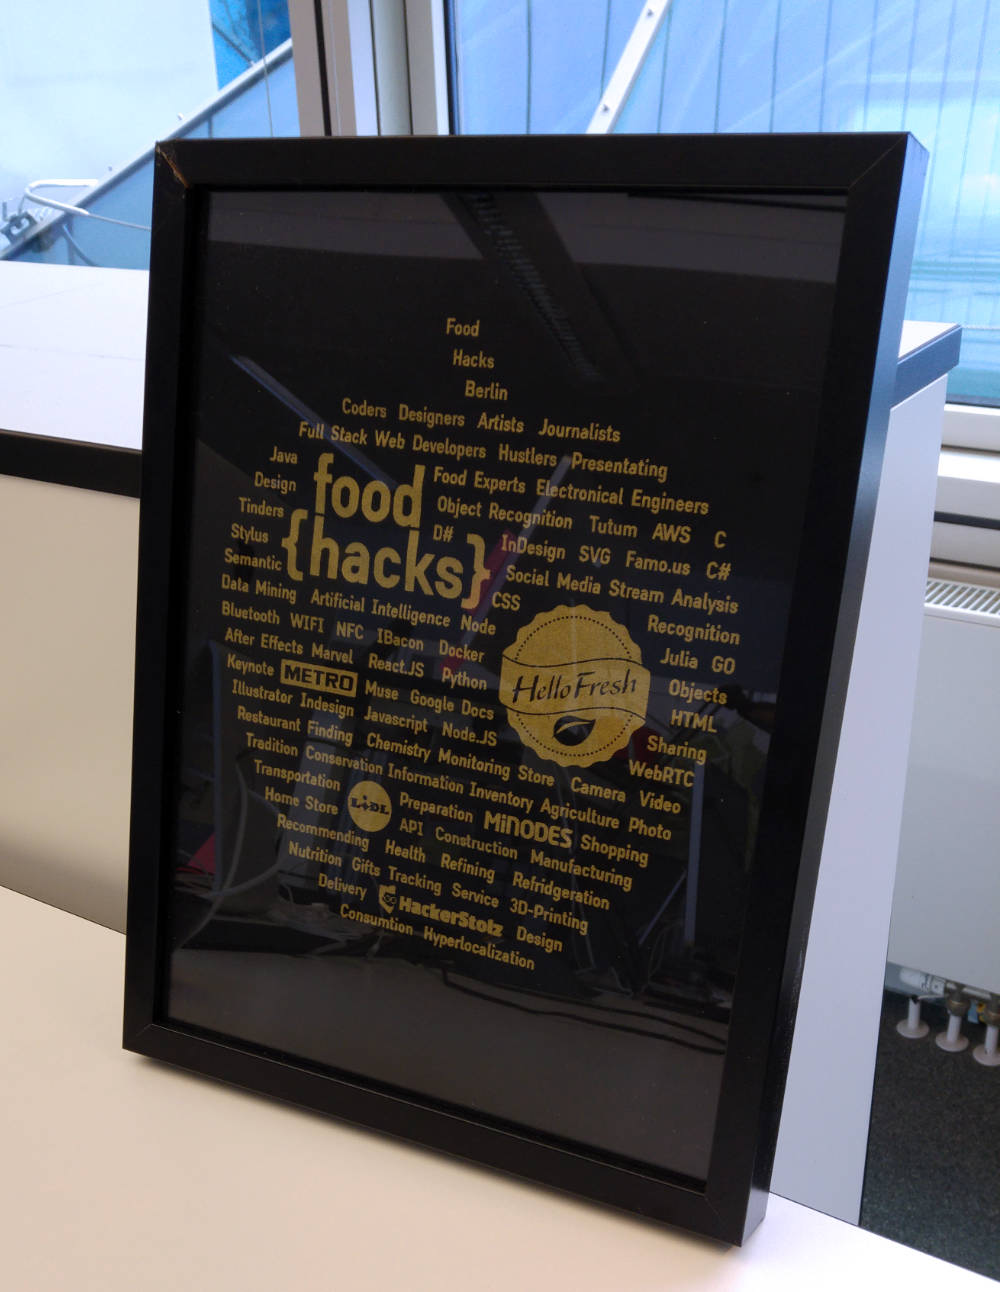 Food
Hacks
Berlin
Coders Designers Artists Journalists
Full Stack Web Developers Hustlers Presentating
Java
Design
Tinders
Stylus
Semantic
food
{hacks}
Food Experts Electronical Engineers
Object Recognition Tutum AWS C
D# InDesign SVG Famo.us C#
Social Media Stream Analysis
Data Mining Artificial Intelligence Node CSS
Recognition
Bluetooth WIFI NFC IBacon Docker
Julia GO
After Effects Marvel React.JS Python
Objects
Keynote METRO Muse Google Docs
HelloFresh
HTML
Illustrator Indesign Javascript Node.JS
Sharing
Restaurant Finding Chemistry Monitoring Store
WebRTC
Tradition Conservation Information Inventory Agriculture Photo
Camera Video
Transportation LiDL Preparation MiNODES Shopping
Home Store API Construction Manufacturing
Recommending Health Refining Refridgeration
Nutrition Gifts Tracking Service 3D-Printing
Delivery HackerStolz Design
Consumtion Hyperlocalization